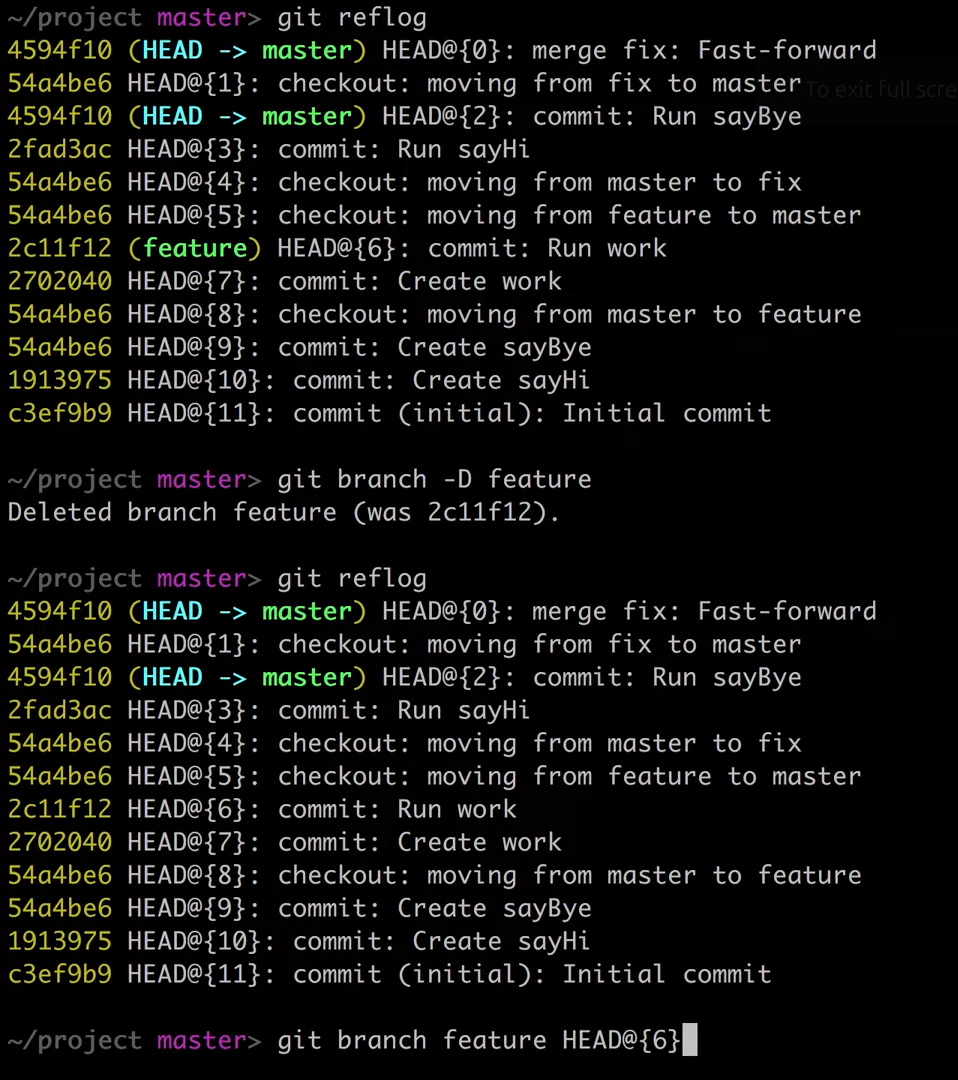 ~/project master> git reflog
4594f10 (HEAD -> master) HEAD@{0}: merge fix: Fast-forward
54a4be6 HEAD@{1}: checkout: moving from fix to master
To exit full scre
4594f10 (HEAD -> master) HEAD@{2}: commit: Run sayBye
2fad3ac HEAD@{3}: commit: Run sayHi
54a4be6 HEAD@{4}: checkout: moving from master to fix
54a4be6 HEAD@{5}: checkout: moving from feature to master
2c11f12 (feature) HEAD@{6}: commit: Run work
2702040 HEAD@{7}: commit: Create work
54a4be6 HEAD@{8}: checkout: moving from master to feature
54a4be6 HEAD@{9}: commit: Create sayBye
1913975 HEAD@{10}: commit: Create sayHi
c3ef9b9 HEAD@{11}: commit (initial): Initial commit
~/project master> git branch -D feature
Deleted branch feature (was 2c11f12).
~/project master> git reflog
4594f10 (HEAD -> master) HEAD@{0}: merge fix: Fast-forward
54a4be6 HEAD@{1}: checkout: moving from fix to master
4594f10 (HEAD -> master) HEAD@{2}: commit: Run sayBye
2fad3ac HEAD@{3}: commit: Run sayHi
54a4be6 HEAD@{4}: checkout: moving from master to fix
54a4be6 HEAD@{5}: checkout: moving from feature to master
2c11f12 HEAD@{6}: commit: Run work
2702040 HEAD@{7}: commit: Create work
54a4be6 HEAD@{8}: checkout: moving from master to feature
54a4be6 HEAD@{9}: commit: Create sayBye
1913975 HEAD@{10}: commit: Create sayHi
c3ef9b9 HEAD@{11}: commit (initial): Initial commit
~/project master> git branch feature HEAD@{6}